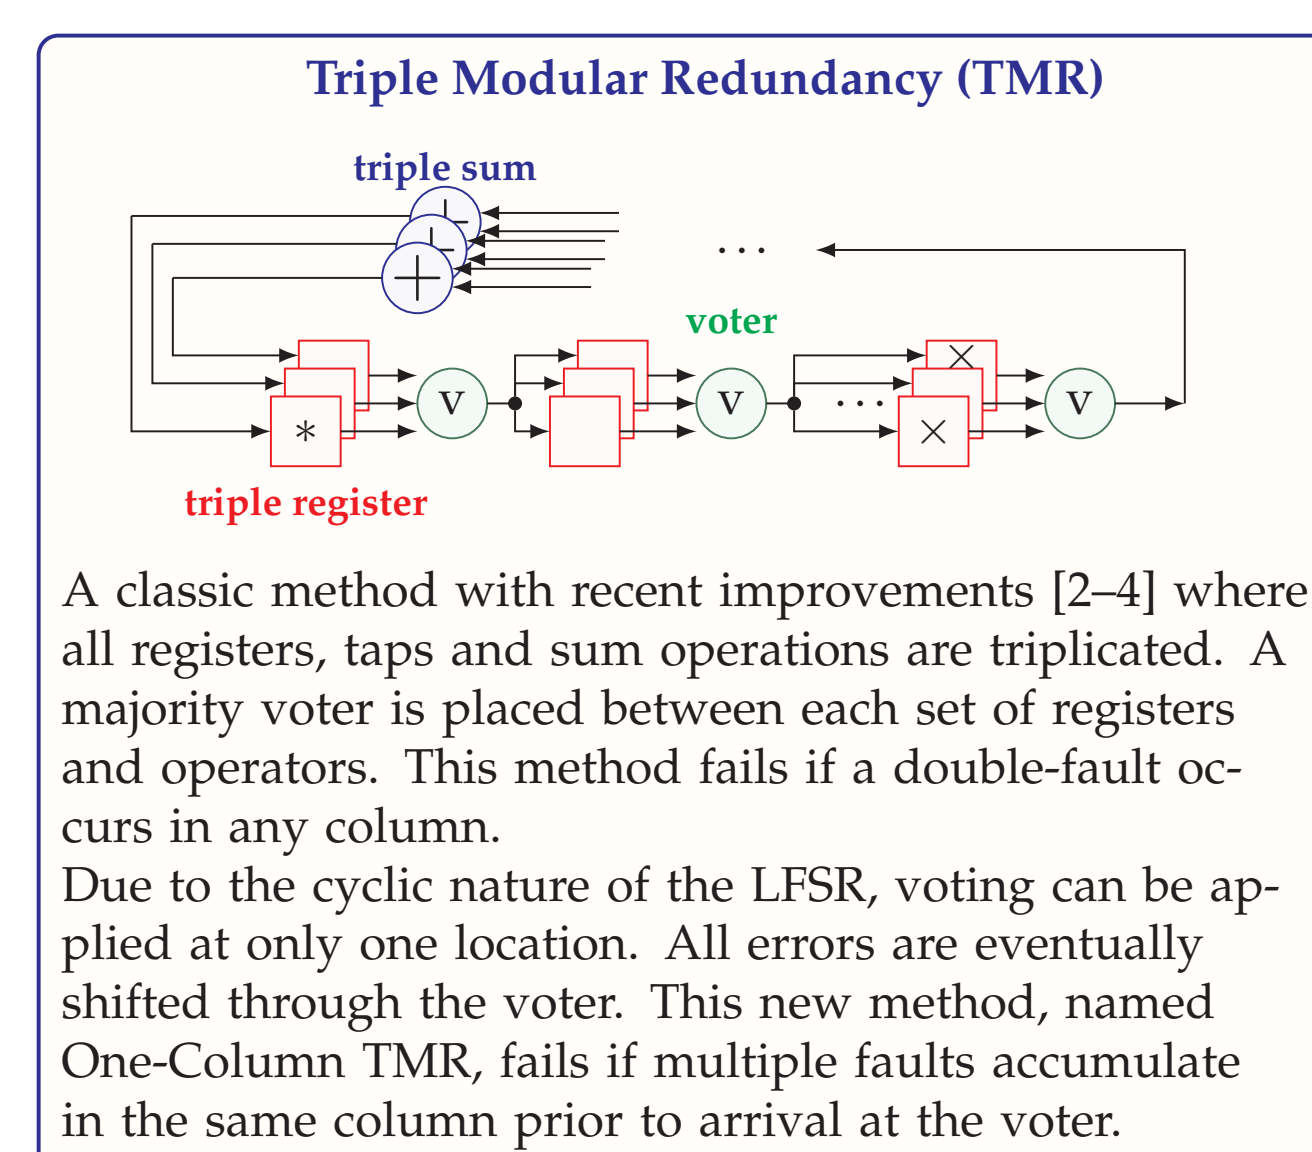 Triple Modular Redundancy (TMR)
triple sum
+ + +
· · ·
voter
* V V · · · × × V
triple register
A classic method with recent improvements [2–4] where
all registers, taps and sum operations are triplicated. A
majority voter is placed between each set of registers
and operators. This method fails if a double-fault oc-
curs in any column.
Due to the cyclic nature of the LFSR, voting can be ap-
plied at only one location. All errors are eventually
shifted through the voter. This new method, named
One-Column TMR, fails if multiple faults accumulate
in the same column prior to arrival at the voter.